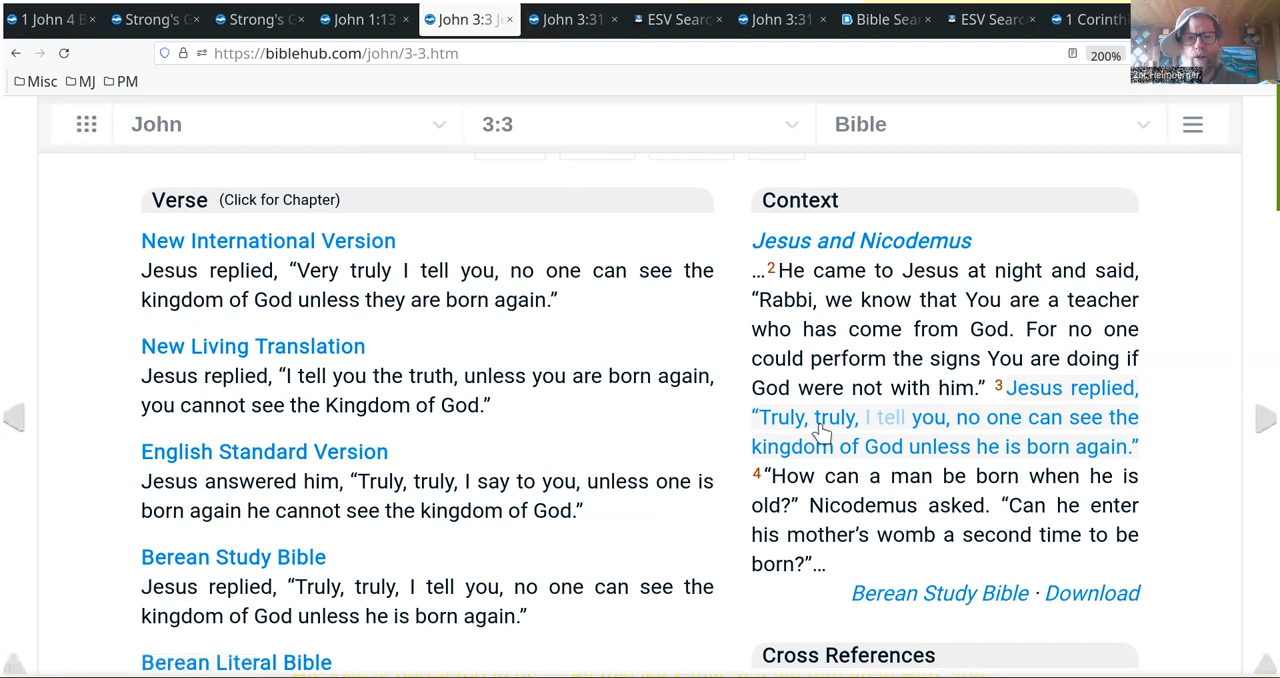 1 John 4 B
Strong's G
Strong's G
John 1:13
John 3:3 J
John 3:31
ESV Searc
John 3:31
Bible Sear
ESV Searc
1 Corinth
https://biblehub.com/john/3-3.htm
200%
Misc
MJ
PM
Zac Helmberger
John
3:3
Bible
Verse (Click for Chapter)
New International Version
Jesus replied, “Very truly I tell you, no one can see the
kingdom of God unless they are born again.”
New Living Translation
Jesus replied, “I tell you the truth, unless you are born again,
you cannot see the Kingdom of God.”
English Standard Version
Jesus answered him, “Truly, truly, I say to you, unless one is
born again he cannot see the kingdom of God.”
Berean Study Bible
Jesus replied, “Truly, truly, I tell you, no one can see the
kingdom of God unless he is born again.”
Berean Literal Bible
Context
Jesus and Nicodemus
…2He came to Jesus at night and said,
“Rabbi, we know that You are a teacher
who has come from God. For no one
could perform the signs You are doing if
God were not with him.” 3Jesus replied,
“Truly, truly, I tell you, no one can see the
kingdom of God unless he is born again.”
4“How can a man be born when he is
old?” Nicodemus asked. “Can he enter
his mother’s womb a second time to be
born?”…
Berean Study Bible · Download
Cross References